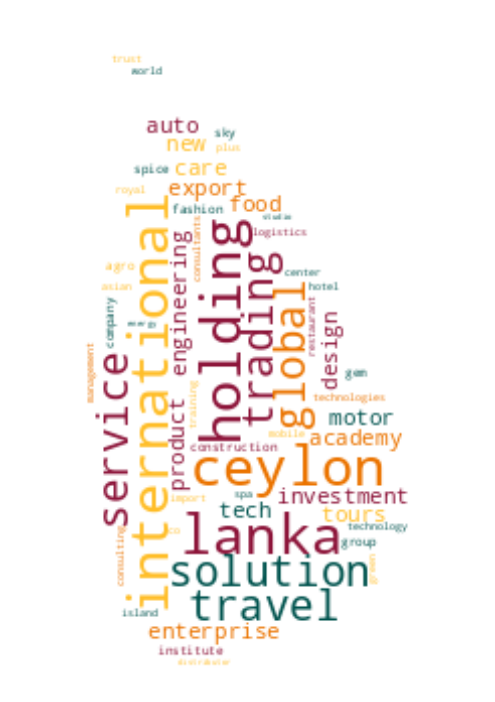 trust
world
auto
sky
new
plus
spice
care
royal
export
food
fashion
international
consultants
holding
logistics
engineering
trading
agro
center
asian
global
hotel
company
energy
restaurant
design
management
service
gem
training
technologies
product
motor
mobile
academy
construction
ceylon
spa
import
investment
tech
tours
lanka
technology
co
group
consulting
solution
green
travel
island
enterprise
institute
distributor